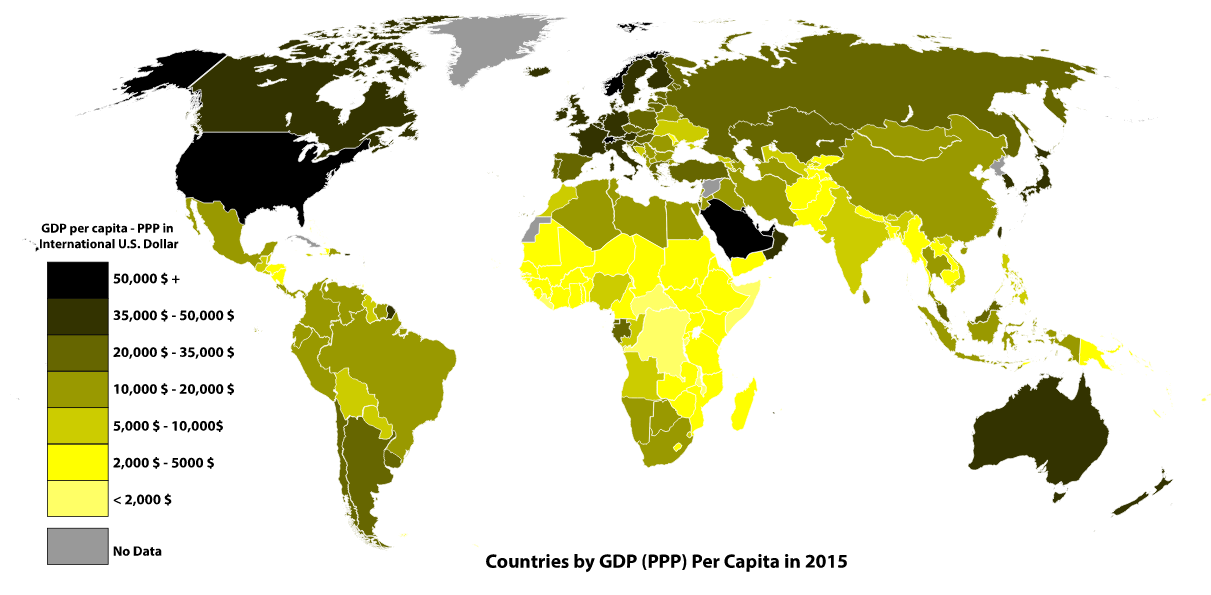 GDP per capita - PPP in
International U.S. Dollar
50,000 $ +
35,000 $ - 50,000 $
20,000 $ - 35,000 $
10,000 $ - 20,000 $
5,000 $ - 10,000$
2,000 $ - 5000 $
< 2,000 $
No Data
Countries by GDP (PPP) Per Capita in 2015